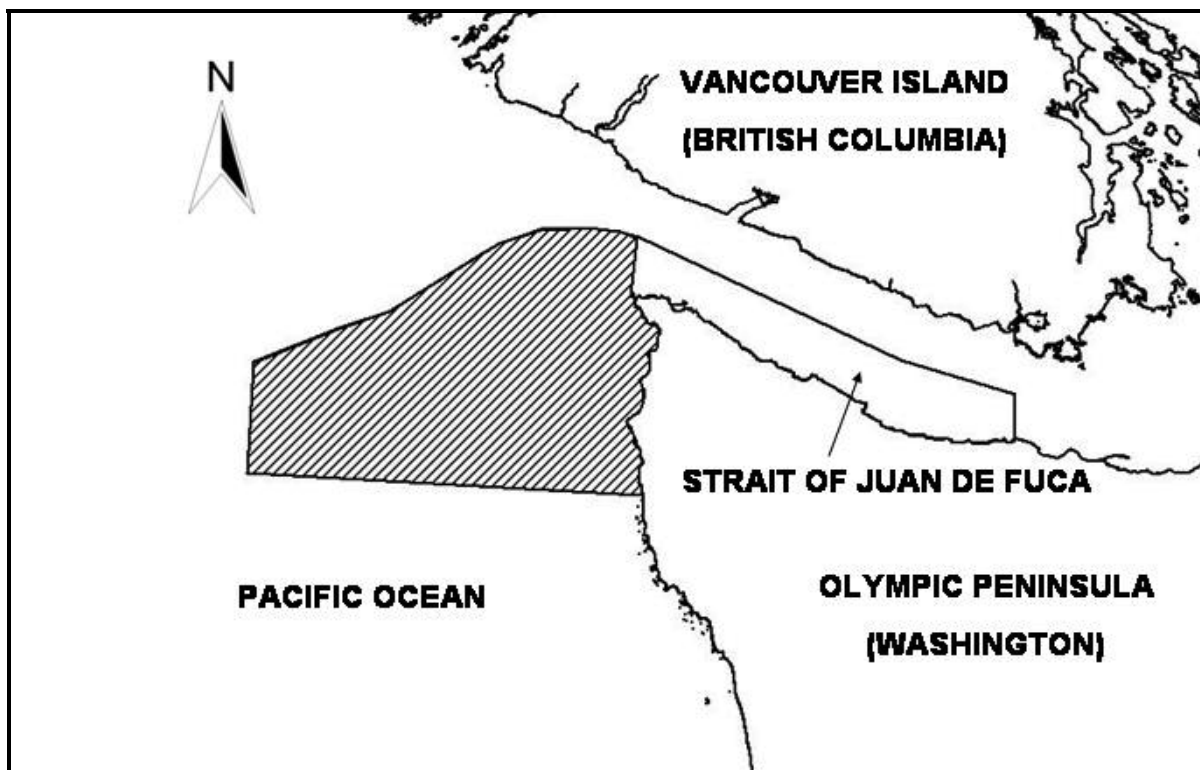 N
VANCOUVER ISLAND
(BRITISH COLUMBIA)
STRAIT OF JUAN DE FUCA
PACIFIC OCEAN
OLYMPIC PENINSULA
(WASHINGTON)